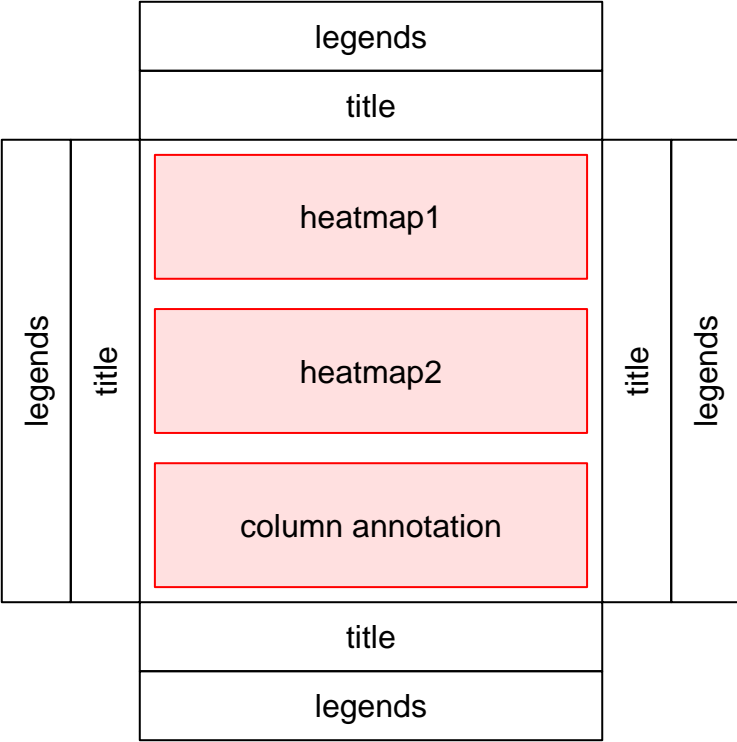 legends
title
heatmap1
legends
title
heatmap2
title
legends
column annotation
title
legends